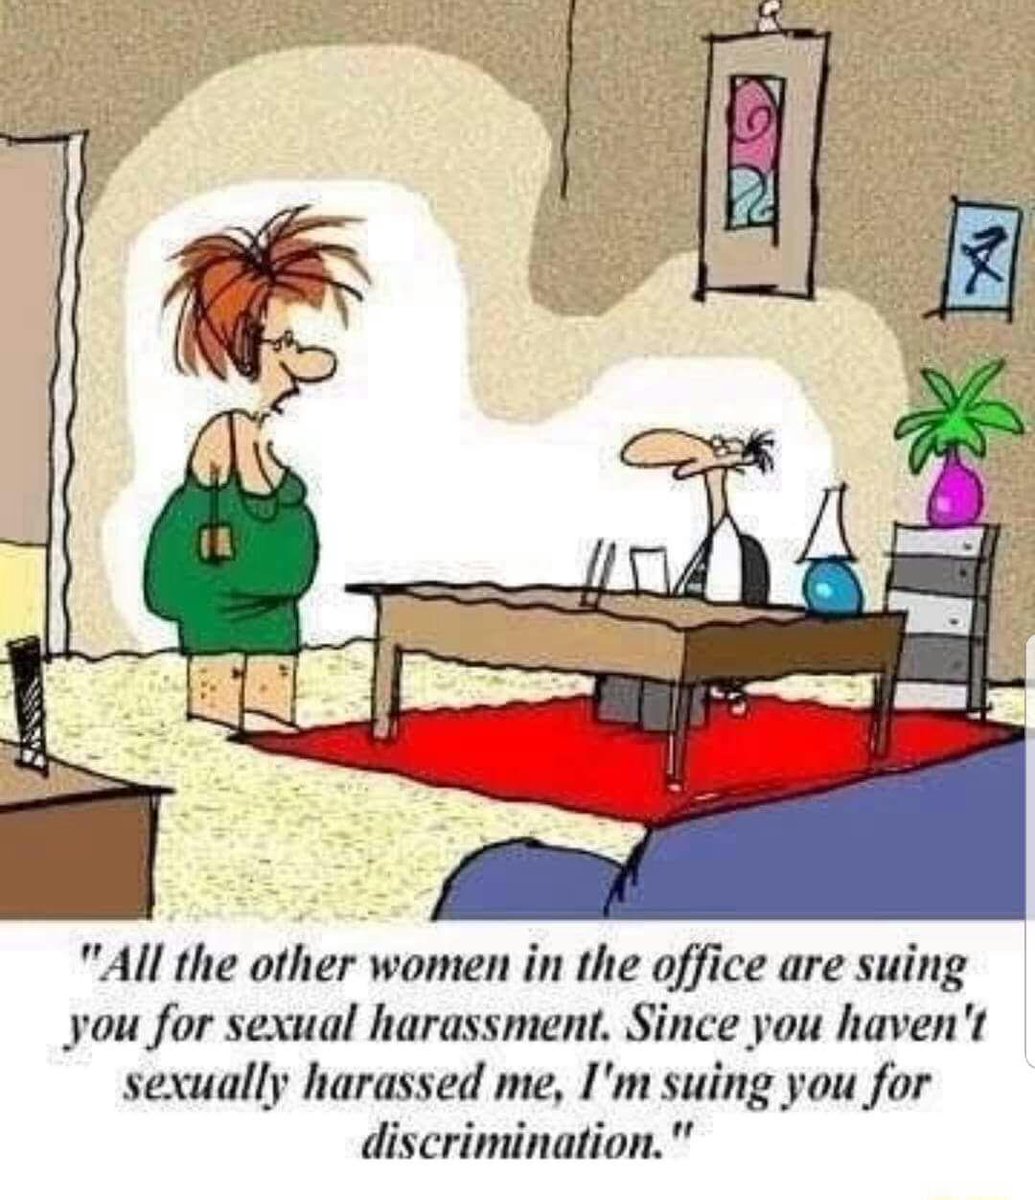 "All the other women in the office are suing
you for sexual harassment. Since you haven't
sexually harassed me, I'm suing you for
discrimination."